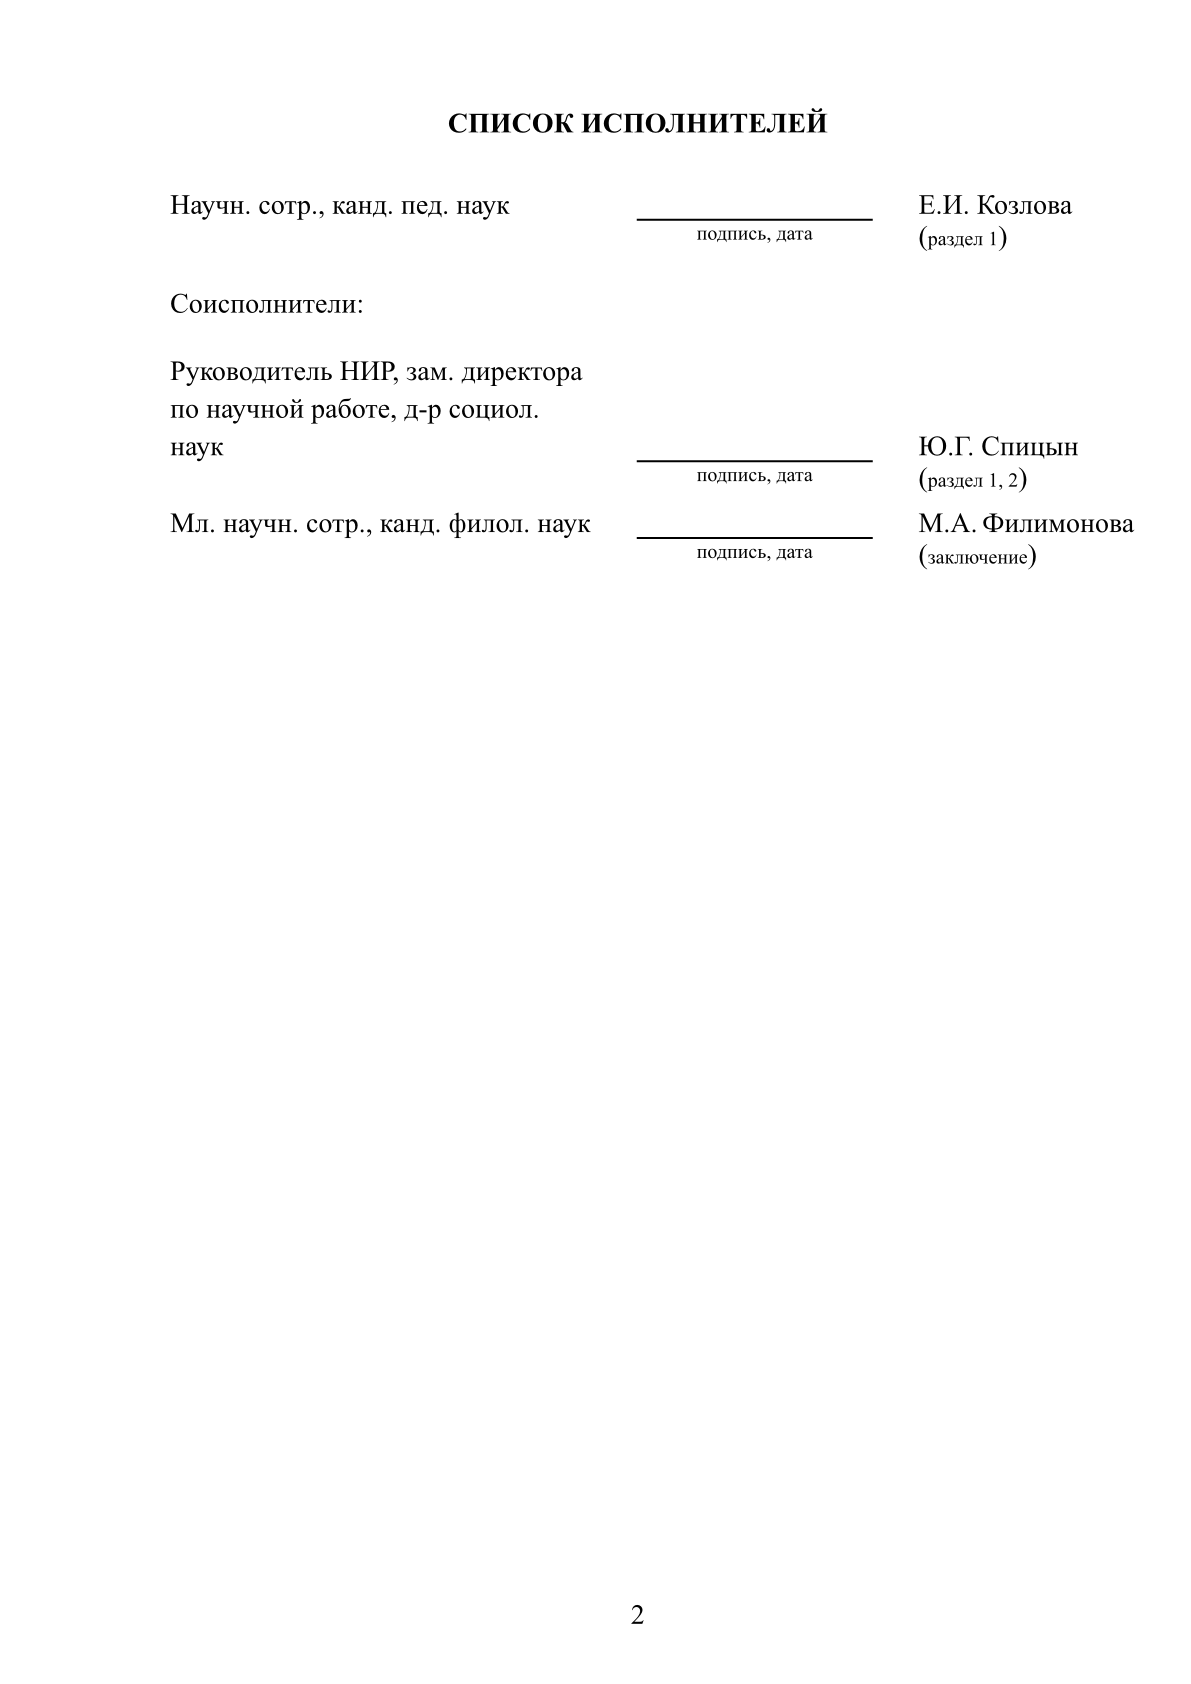 СПИСОК ИСПОЛНИТЕЛЕЙ
Научн. сотр., канд. пед. наук Е.И. Козлова
подпись, дата (раздел 1)
Соисполнители:
Руководитель НИР, зам. директора
по научной работе, д-р социол.
наук Ю.Г. Спицын
подпись, дата (раздел 1, 2)
Мл. научн. сотр., канд. филол. наук М.А. Филимонова
подпись, дата (заключение)
2